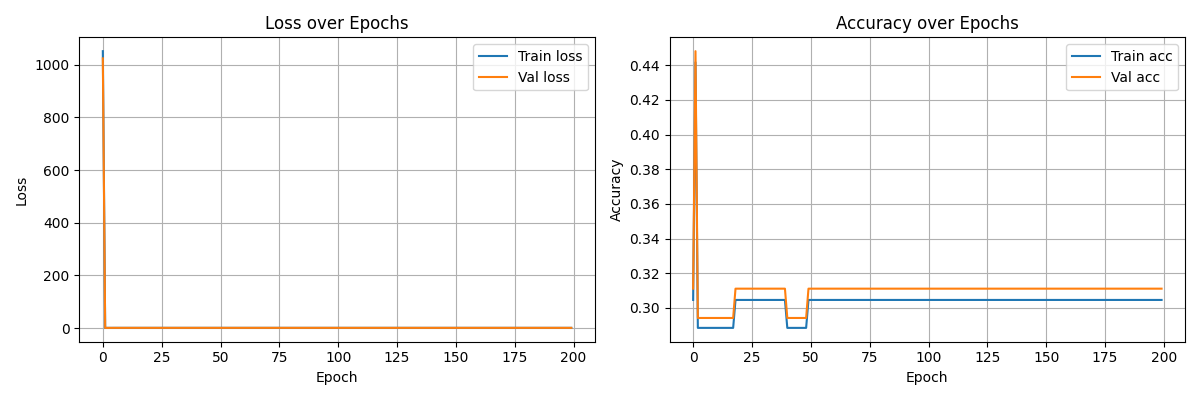 Loss over Epochs
Loss
1000
800
600
400
200
0
0 25 50 75 100 125 150 175 200
Epoch
Train loss
Val loss
Accuracy over Epochs
Accuracy
0.44
0.42
0.40
0.38
0.36
0.34
0.32
0.30
0 25 50 75 100 125 150 175 200
Epoch
Train acc
Val acc